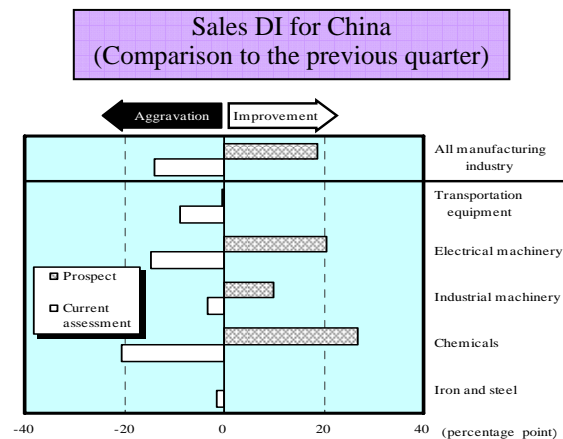 Sales DI for China
(Comparison to the previous quarter)
Aggravation
Improvement
All manufacturing
industry
Transportation
equipment
Electrical machinery
Prospect
Industrial machinery
Current
assessment
Chemicals
Iron and steel
-40
-20
0
20
40
(percentage point)